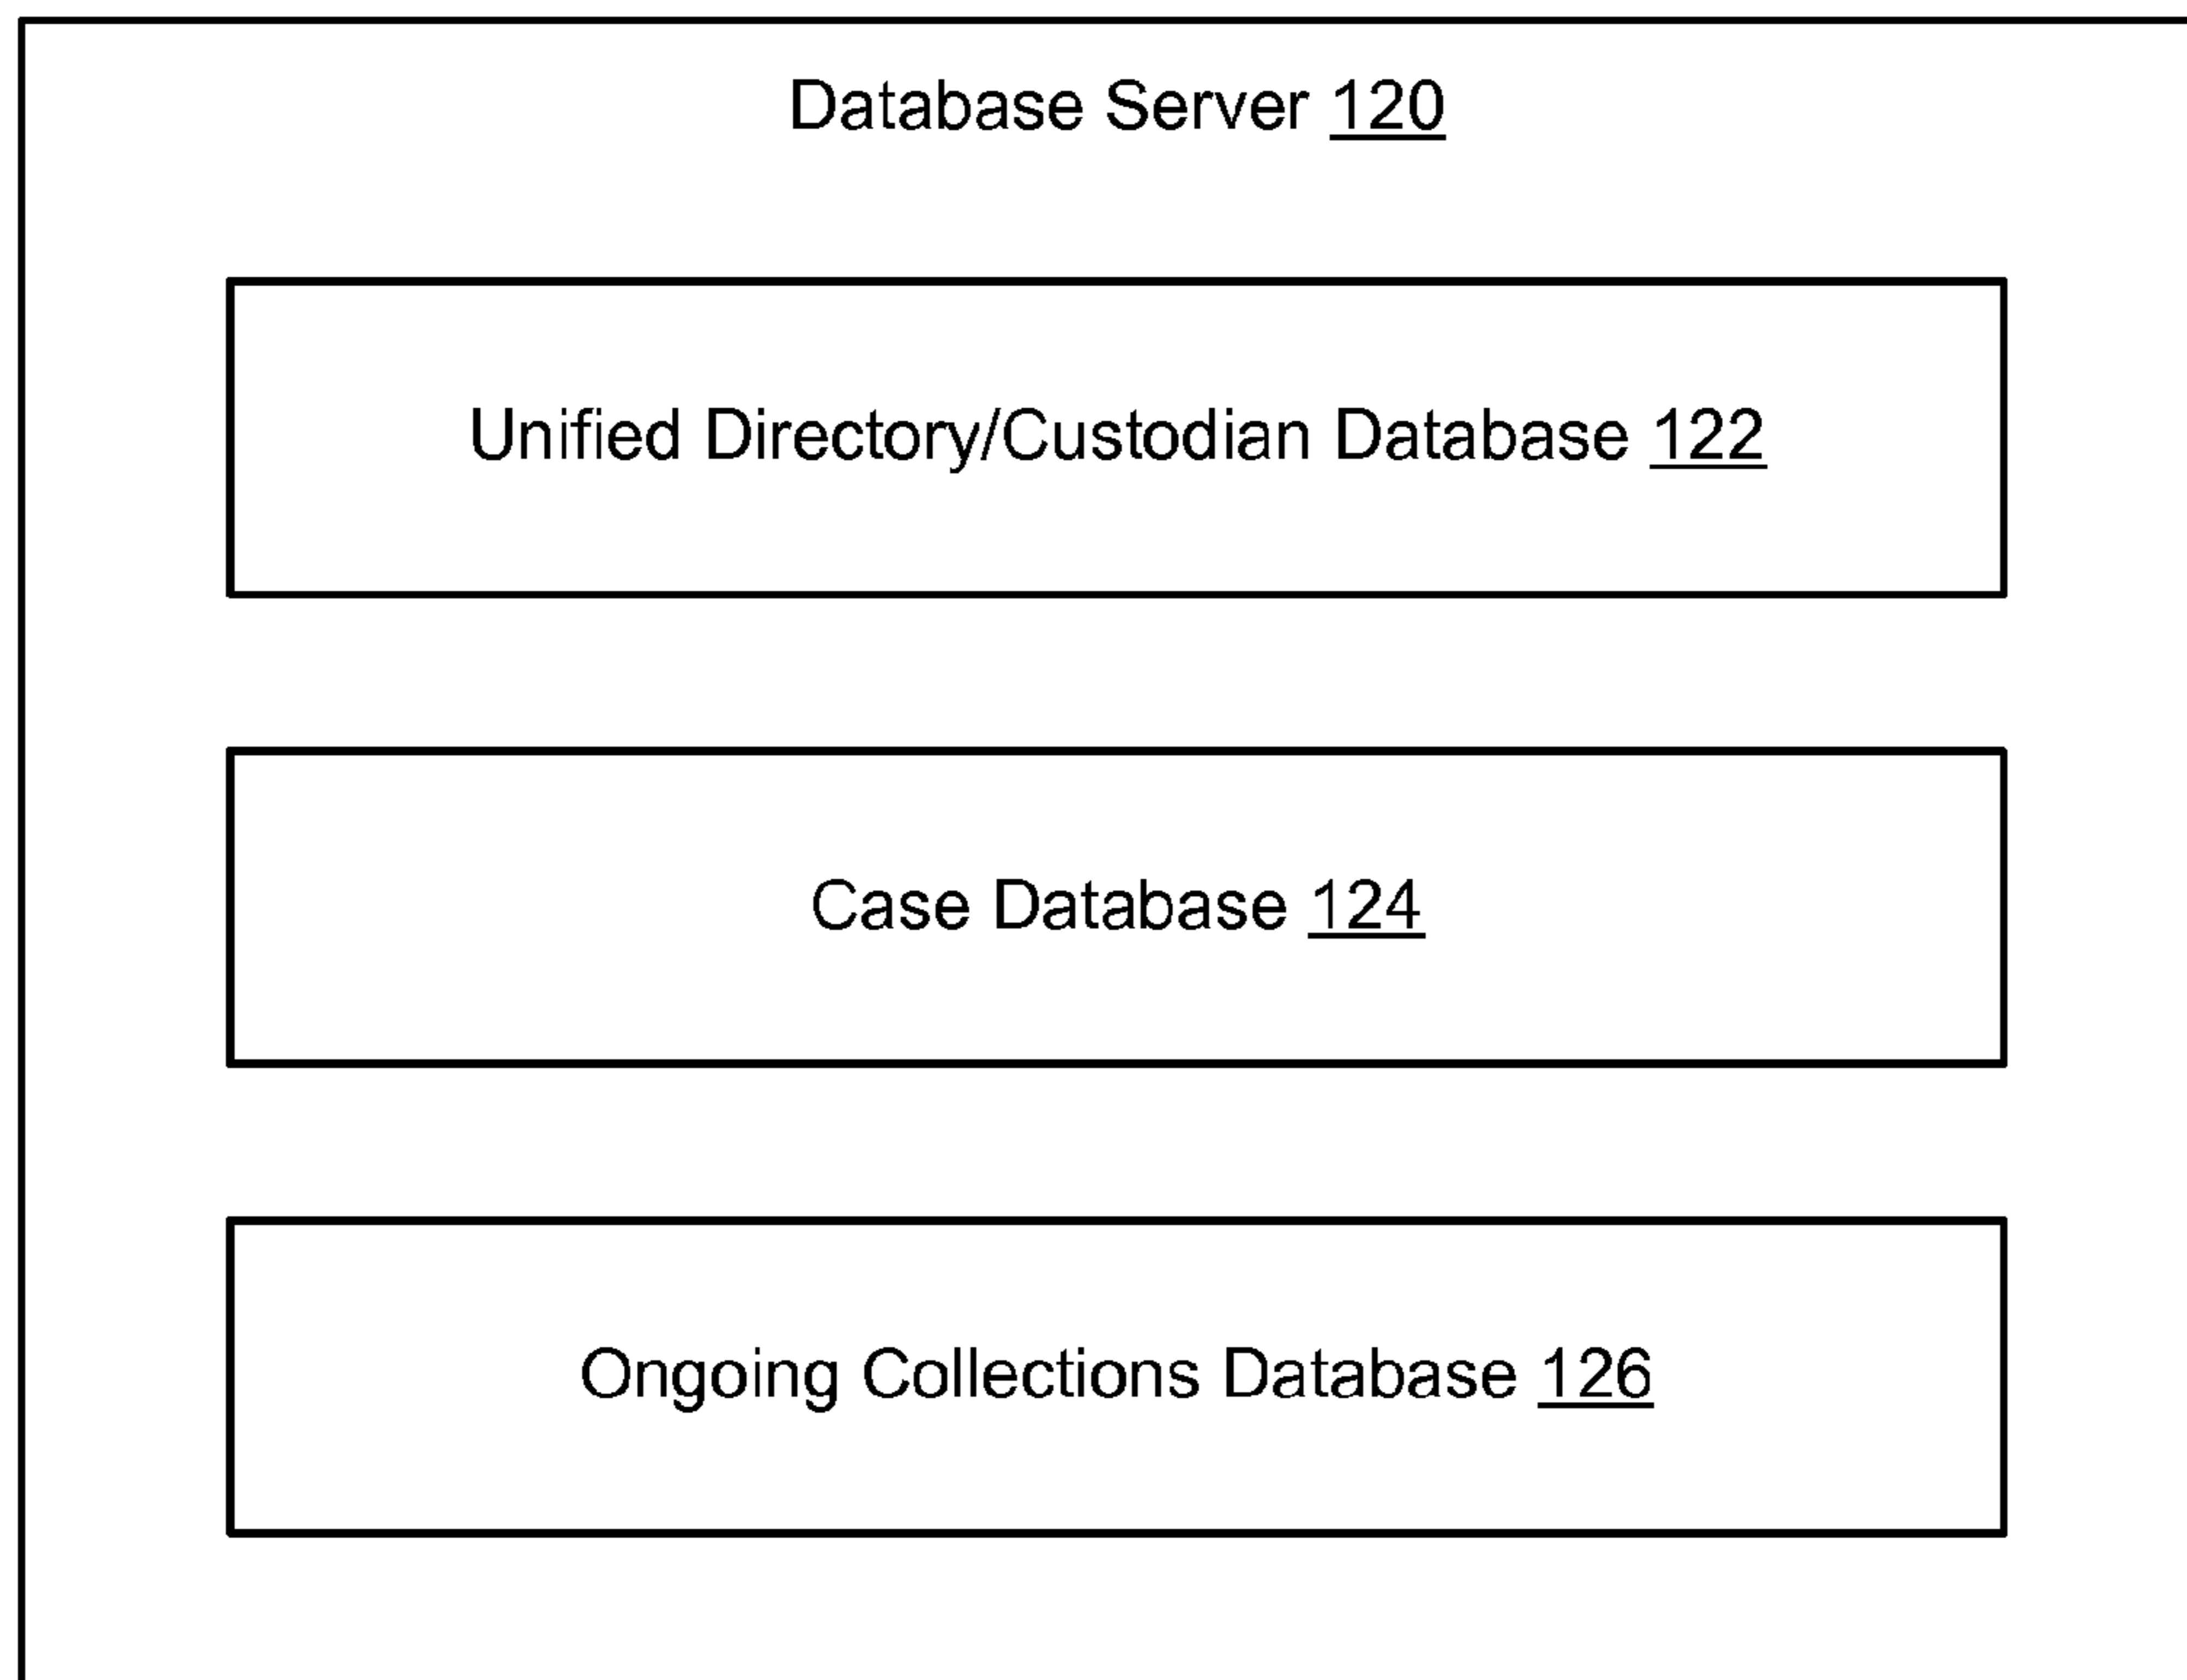 Database Server 120
Unified Directory/Custodian Database 122
Case Database 124
Ongoing Collections Database 126